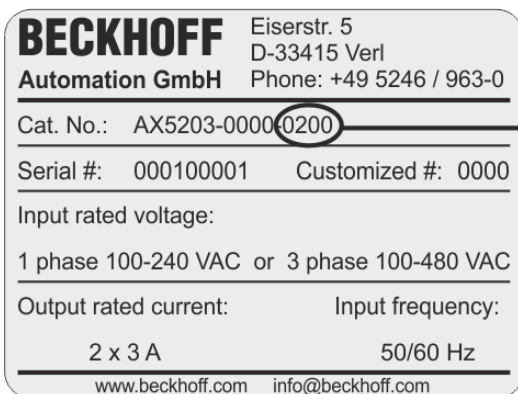 BECKHOFF
Automation GmbH
Eiserstr. 5
D-33415 Verl
Phone: +49 5246 / 963-0
Cat. No.: AX5203-0000-0200
Serial #: 000100001 Customized #: 0000
Input rated voltage:
1 phase 100-240 VAC or 3 phase 100-480 VAC
Output rated current: Input frequency:
2 x 3 A 50/60 Hz
www.beckhoff.com info@beckhoff.com